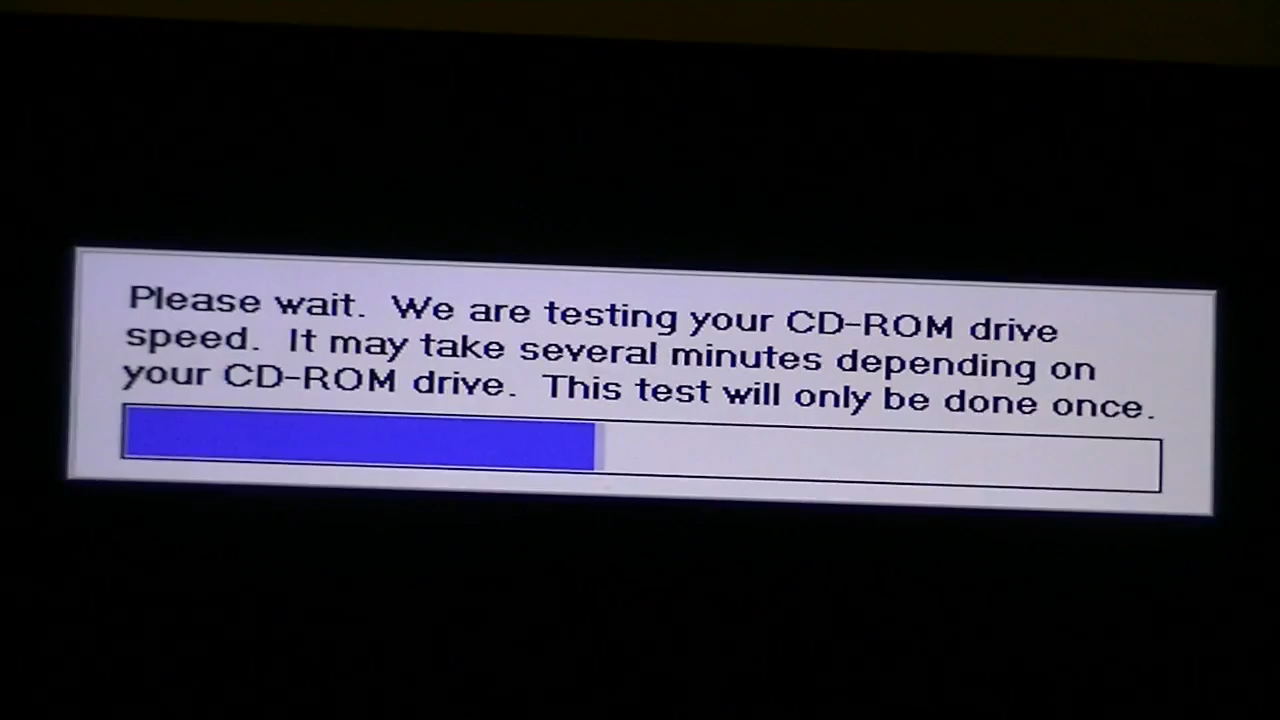 Please wait.  We are testing your CD-ROM drive
speed.  It may take several minutes depending on
your CD-ROM drive.  This test will only be done once.